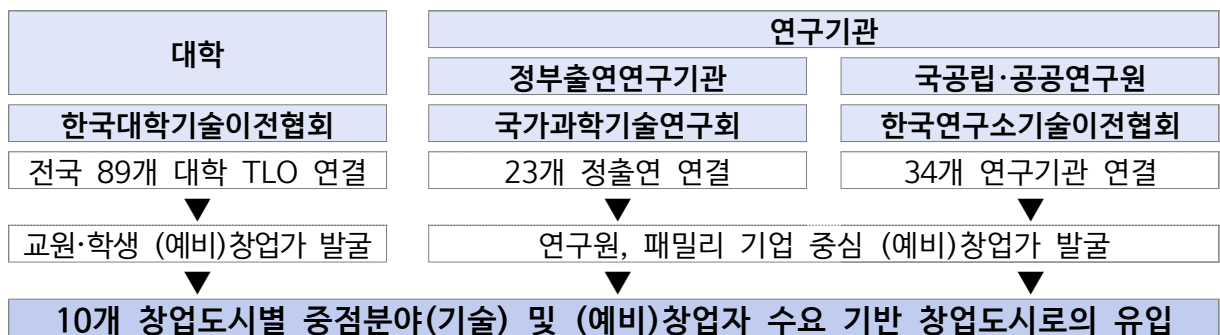 대학
연구기관
정부출연연구기관
국공립·공공연구원
한국대학기술이전협회
국가과학기술연구회
한국연구소기술이전협회
전국 89개 대학 TLO 연결
23개 정출연 연결
34개 연구기관 연결
▼
▼
▼
교원·학생 (예비)창업가 발굴
연구원, 패밀리 기업 중심 (예비)창업가 발굴
▼
▼
▼
10개 창업도시별 중점분야(기술) 및 (예비)창업자 수요 기반 창업도시로의 유입